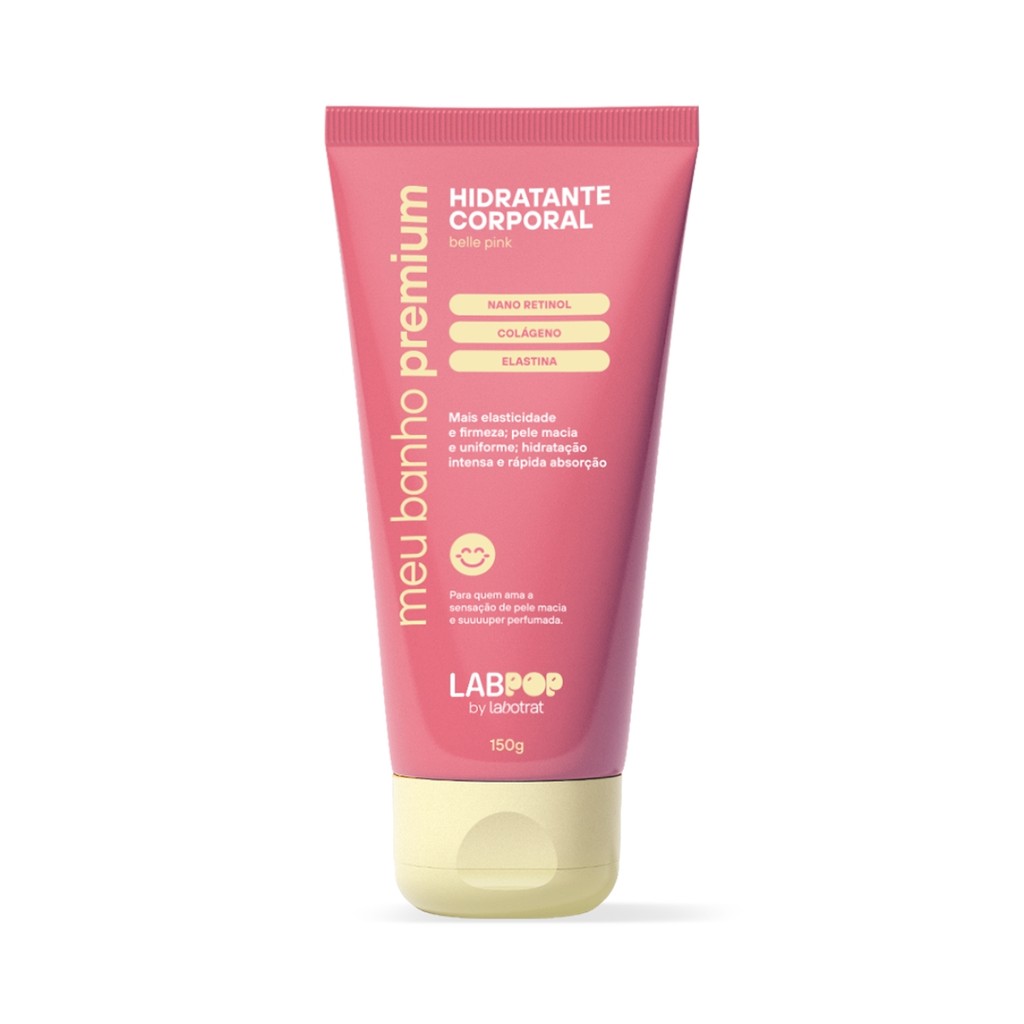 meu banho premium
HIDRATANTE
CORPORAL
belle pink
NANO RETINOL
COLÁGENO
ELASTINA
Mais elasticidade
e firmeza; pele macia
e uniforme; hidratação
intensa e rápida absorção
Para quem ama a
sensação de pele macia
e suuuuper perfumada.
LABPOP
by labotrat
150g